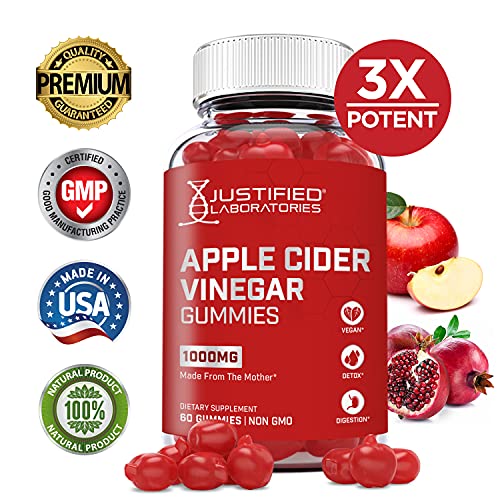 QUALITY
PREMIUM
GUARANTEED
CERTIFIED
GMP
GOOD MANUFACTURING PRACTICE
MADE IN
USA
NATURAL PRODUCT
100%
NATURAL PRODUCT
3X
POTENT
JUSTIFIED®
LABORATORIES
APPLE CIDER
VINEGAR
GUMMIES
1000MG
Made From The Mother*
DIETARY SUPPLEMENT
60 GUMMIES | NON GMO
VEGAN*
DETOX*
DIGESTION*